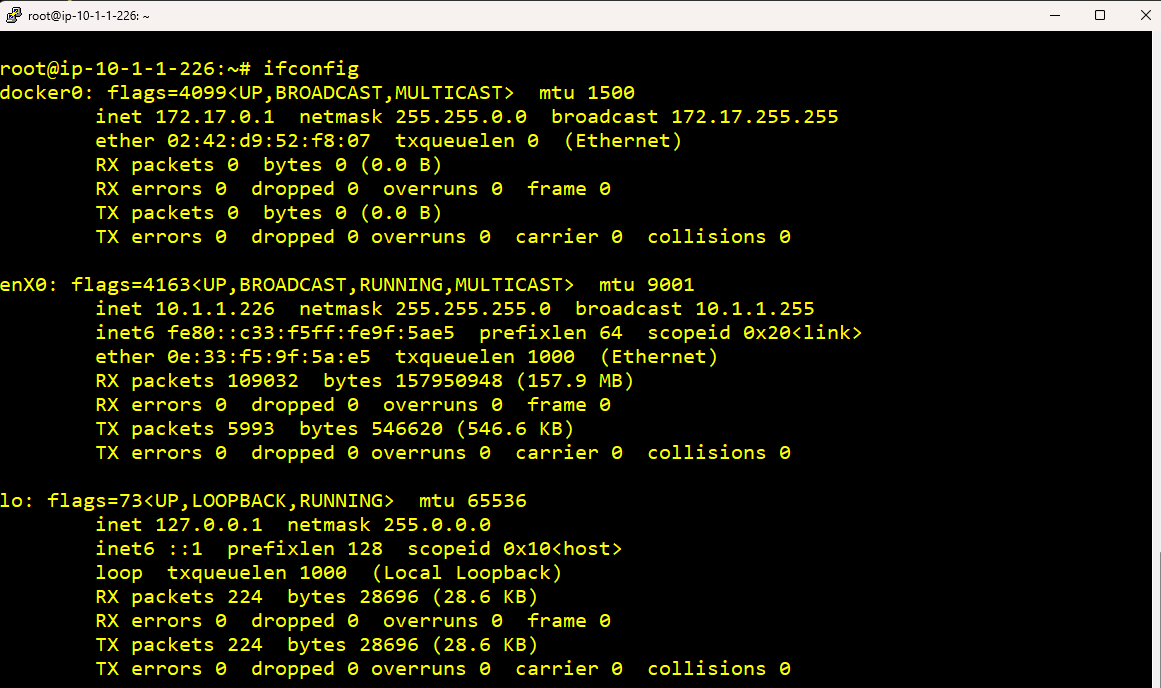 root@ip-10-1-1-226: ~
root@ip-10-1-1-226:~# ifconfig
docker0: flags=4099<UP,BROADCAST,MULTICAST>  mtu 1500
        inet 172.17.0.1  netmask 255.255.0.0  broadcast 172.17.255.255
        ether 02:42:d9:52:f8:07  txqueuelen 0  (Ethernet)
        RX packets 0  bytes 0 (0.0 B)
        RX errors 0  dropped 0  overruns 0  frame 0
        TX packets 0  bytes 0 (0.0 B)
        TX errors 0  dropped 0 overruns 0  carrier 0  collisions 0

enX0: flags=4163<UP,BROADCAST,RUNNING,MULTICAST>  mtu 9001
        inet 10.1.1.226  netmask 255.255.255.0  broadcast 10.1.1.255
        inet6 fe80::c33:f5ff:fe9f:5ae5  prefixlen 64  scopeid 0x20<link>
        ether 0e:33:f5:9f:5a:e5  txqueuelen 1000  (Ethernet)
        RX packets 109032  bytes 157950948 (157.9 MB)
        RX errors 0  dropped 0  overruns 0  frame 0
        TX packets 5993  bytes 546620 (546.6 KB)
        TX errors 0  dropped 0 overruns 0  carrier 0  collisions 0

lo: flags=73<UP,LOOPBACK,RUNNING>  mtu 65536
        inet 127.0.0.1  netmask 255.0.0.0
        inet6 ::1  prefixlen 128  scopeid 0x10<host>
        loop  txqueuelen 1000  (Local Loopback)
        RX packets 224  bytes 28696 (28.6 KB)
        RX errors 0  dropped 0  overruns 0  frame 0
        TX packets 224  bytes 28696 (28.6 KB)
        TX errors 0  dropped 0 overruns 0  carrier 0  collisions 0